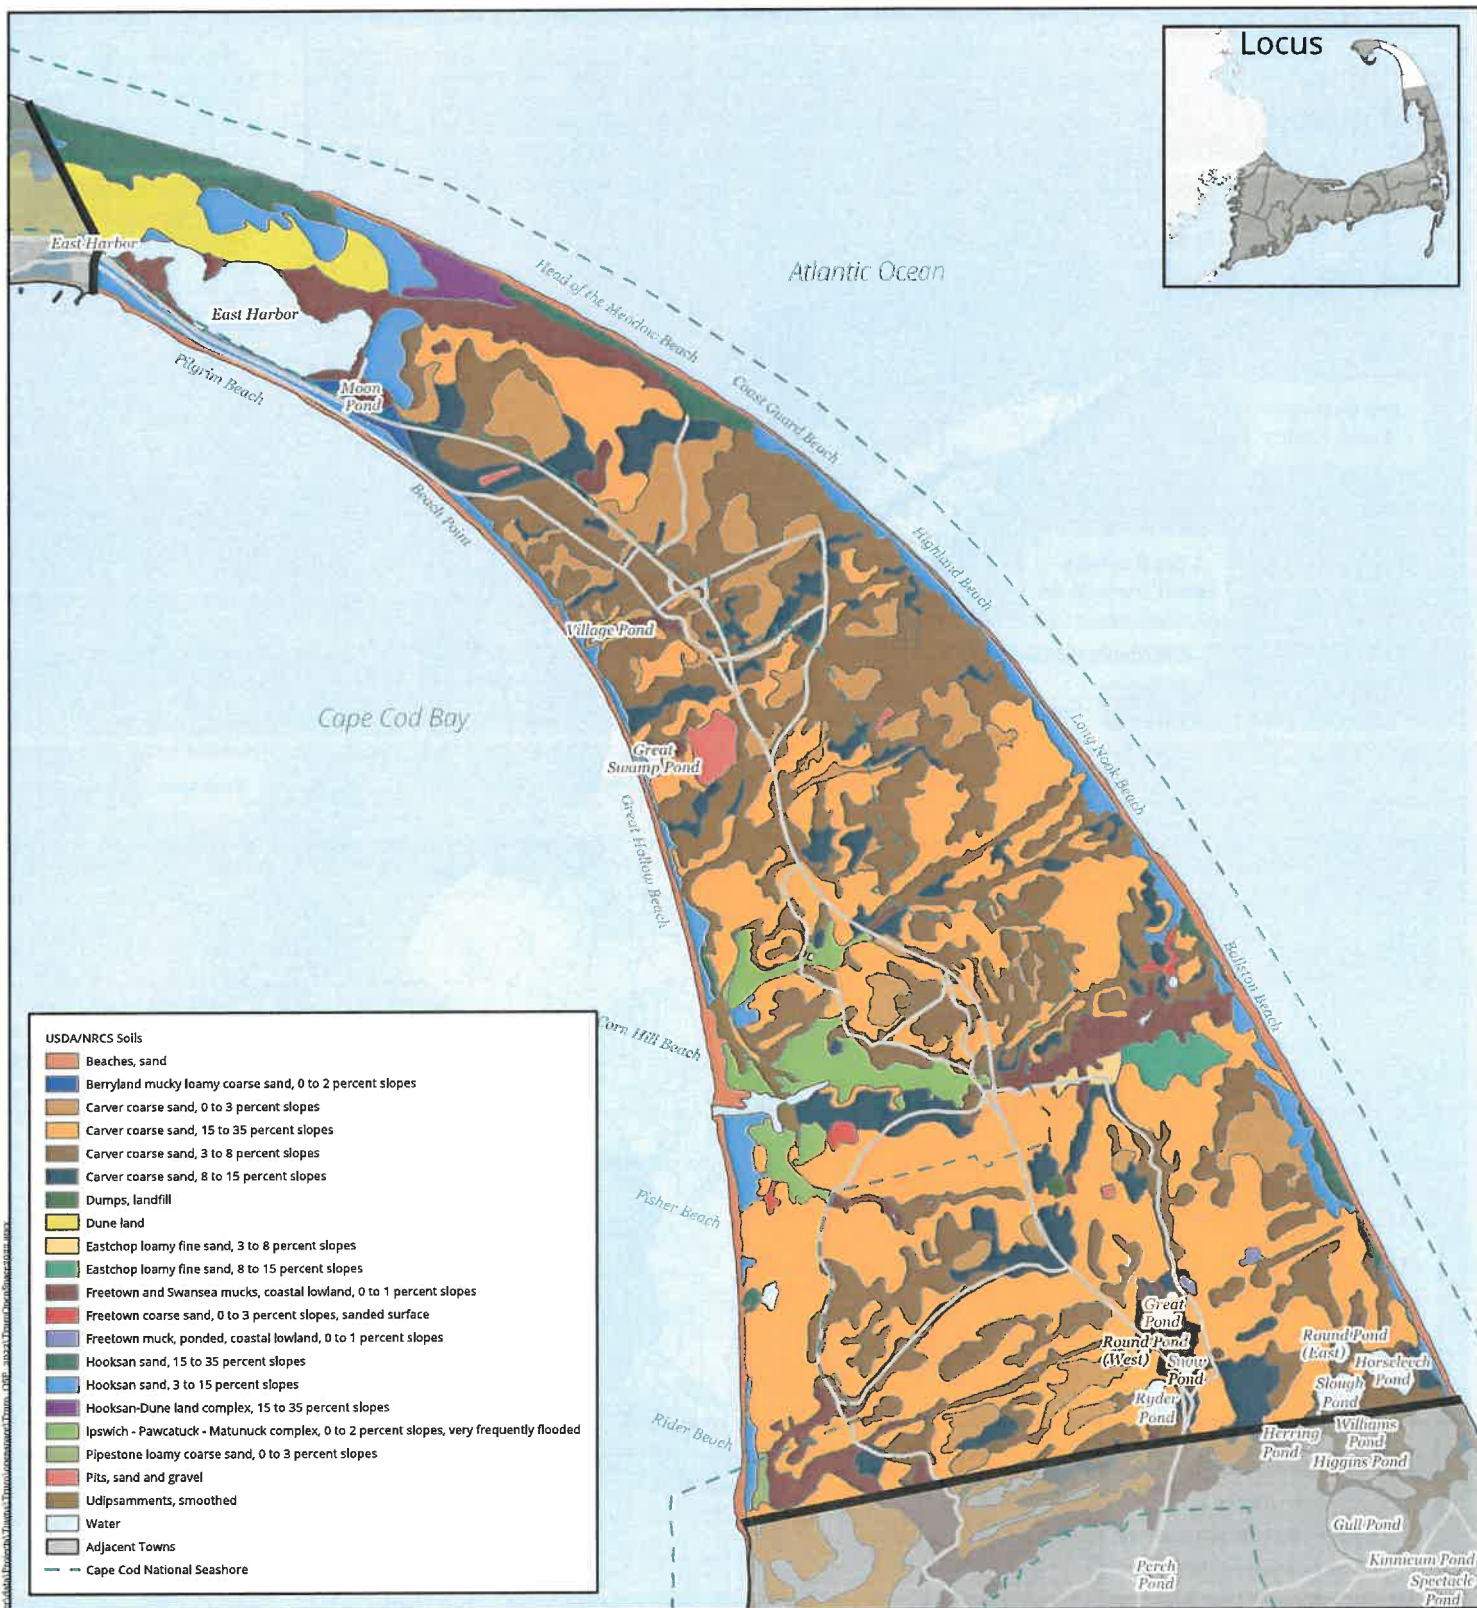 Locus
Atlantic Ocean
East Harbor
East Harbor
Head of the Meadow Beach
Pilgrim Beach
Moon
Pond
Coast Guard Beach
Beach Point
Highland Beach
Village Pond
Cape Cod Bay
Great
Swamp Pond
Long Nook Beach
Great Hollow Beach
Ballston Beach
Corn Hill Beach
Fisher Beach
Great
Pond
Round Pond
(West)
Snow
Pond
Round Pond
(East)
Horseleech
Pond
Slough
Pond
Ryder
Pond
Rider Beach
Herring
Pond
Williams
Pond
Higgins Pond
Gull Pond
Perch
Pond
Kinnicum Pond
Spectacle
Pond
USDA/NRCS Soils
Beaches, sand
Berryland mucky loamy coarse sand, 0 to 2 percent slopes
Carver coarse sand, 0 to 3 percent slopes
Carver coarse sand, 15 to 35 percent slopes
Carver coarse sand, 3 to 8 percent slopes
Carver coarse sand, 8 to 15 percent slopes
Dumps, landfill
Dune land
Eastchop loamy fine sand, 3 to 8 percent slopes
Eastchop loamy fine sand, 8 to 15 percent slopes
Freetown and Swansea mucks, coastal lowland, 0 to 1 percent slopes
Freetown coarse sand, 0 to 3 percent slopes, sanded surface
Freetown muck, ponded, coastal lowland, 0 to 1 percent slopes
Hooksan sand, 15 to 35 percent slopes
Hooksan sand, 3 to 15 percent slopes
Hooksan-Dune land complex, 15 to 35 percent slopes
Ipswich - Pawcatuck - Matunuck complex, 0 to 2 percent slopes, very frequently flooded
Pipestone loamy coarse sand, 0 to 3 percent slopes
Pits, sand and gravel
Udipsamments, smoothed
Water
Adjacent Towns
Cape Cod National Seashore